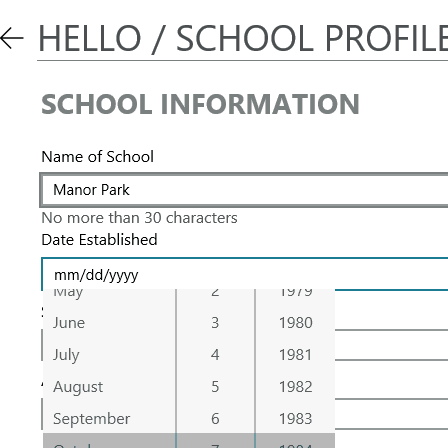 HELLO / SCHOOL PROFILE
SCHOOL INFORMATION
Name of School
Manor Park
No more than 30 characters
Date Established
mm/dd/yyyy
May 2 1979
June 3 1980
July 4 1981
August 5 1982
September 6 1983